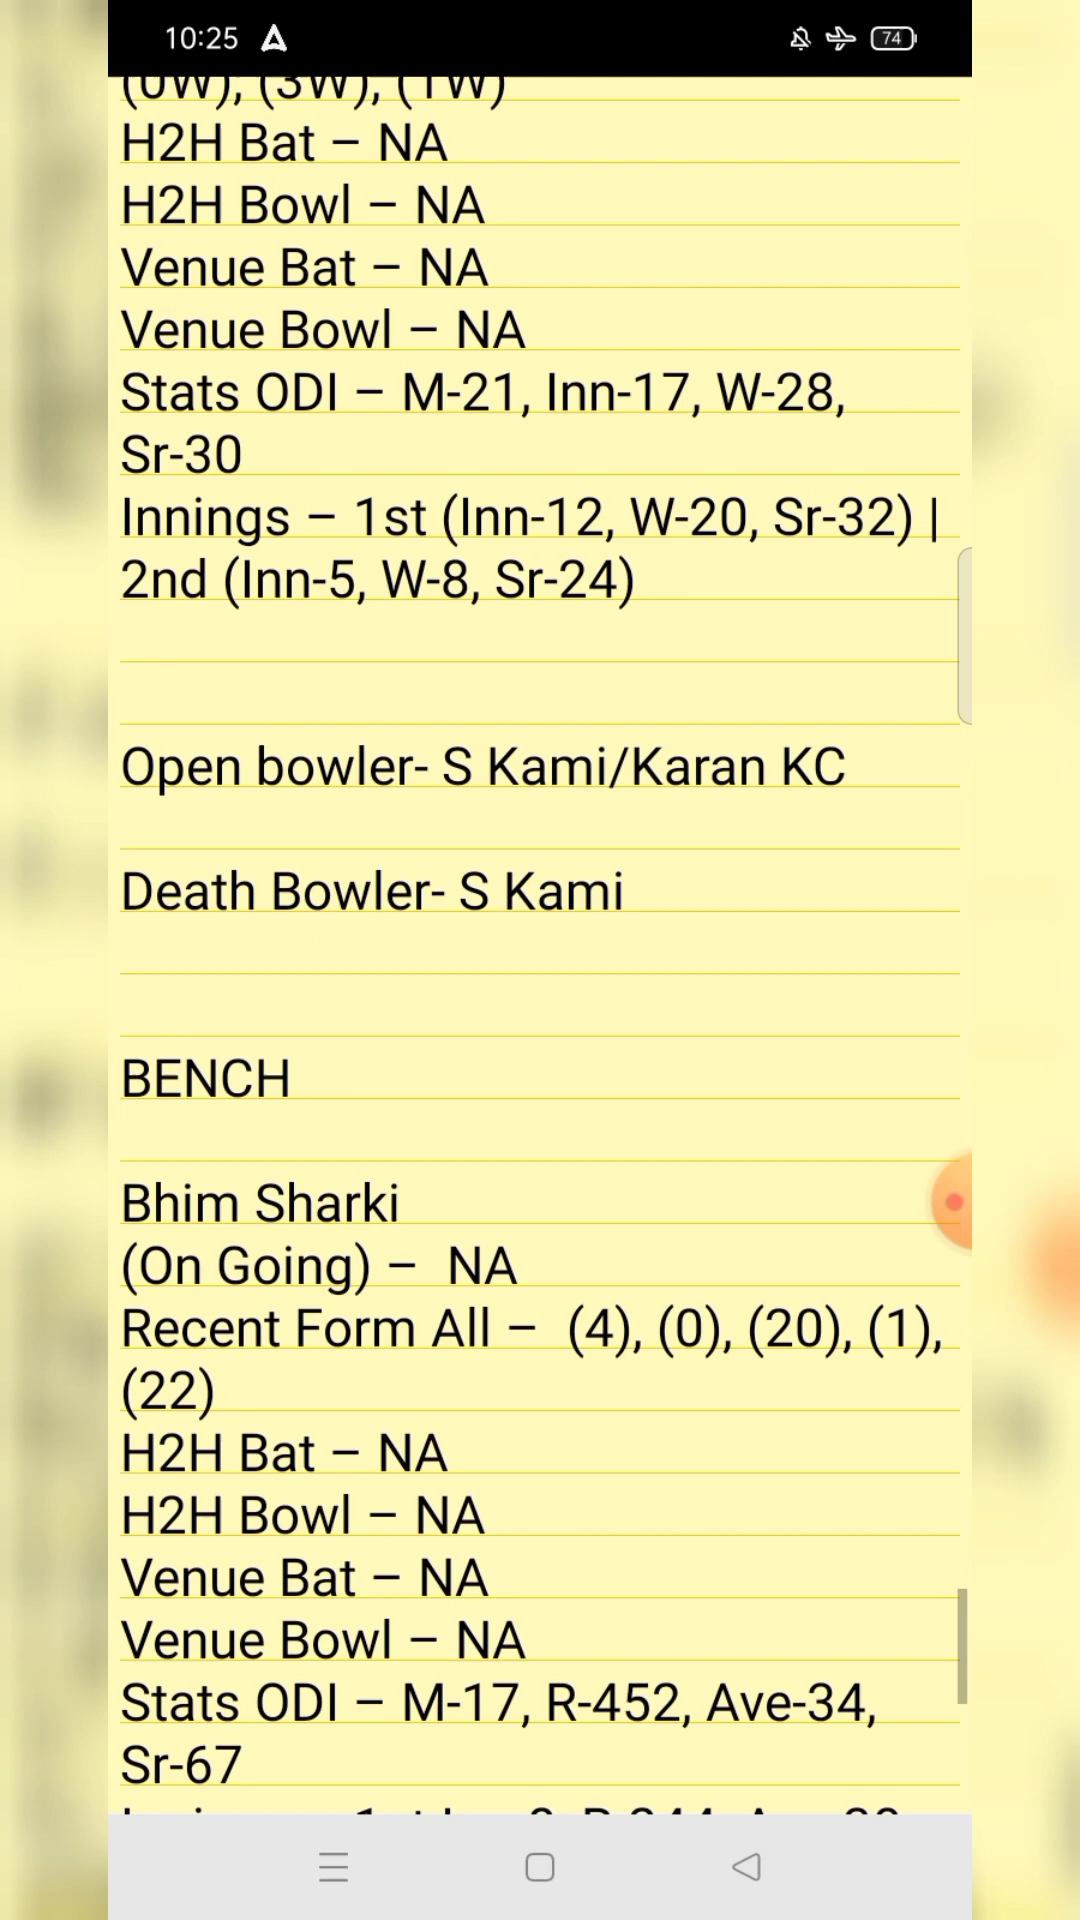 10:25
74
(0W), (3W), (1W)
H2H Bat – NA
H2H Bowl – NA
Venue Bat – NA
Venue Bowl – NA
Stats ODI – M-21, Inn-17, W-28,
Sr-30
Innings – 1st (Inn-12, W-20, Sr-32) |
2nd (Inn-5, W-8, Sr-24)
Open bowler- S Kami/Karan KC
Death Bowler- S Kami
BENCH
Bhim Sharki
(On Going) – NA
Recent Form All – (4), (0), (20), (1),
(22)
H2H Bat – NA
H2H Bowl – NA
Venue Bat – NA
Venue Bowl – NA
Stats ODI – M-17, R-452, Ave-34,
Sr-67